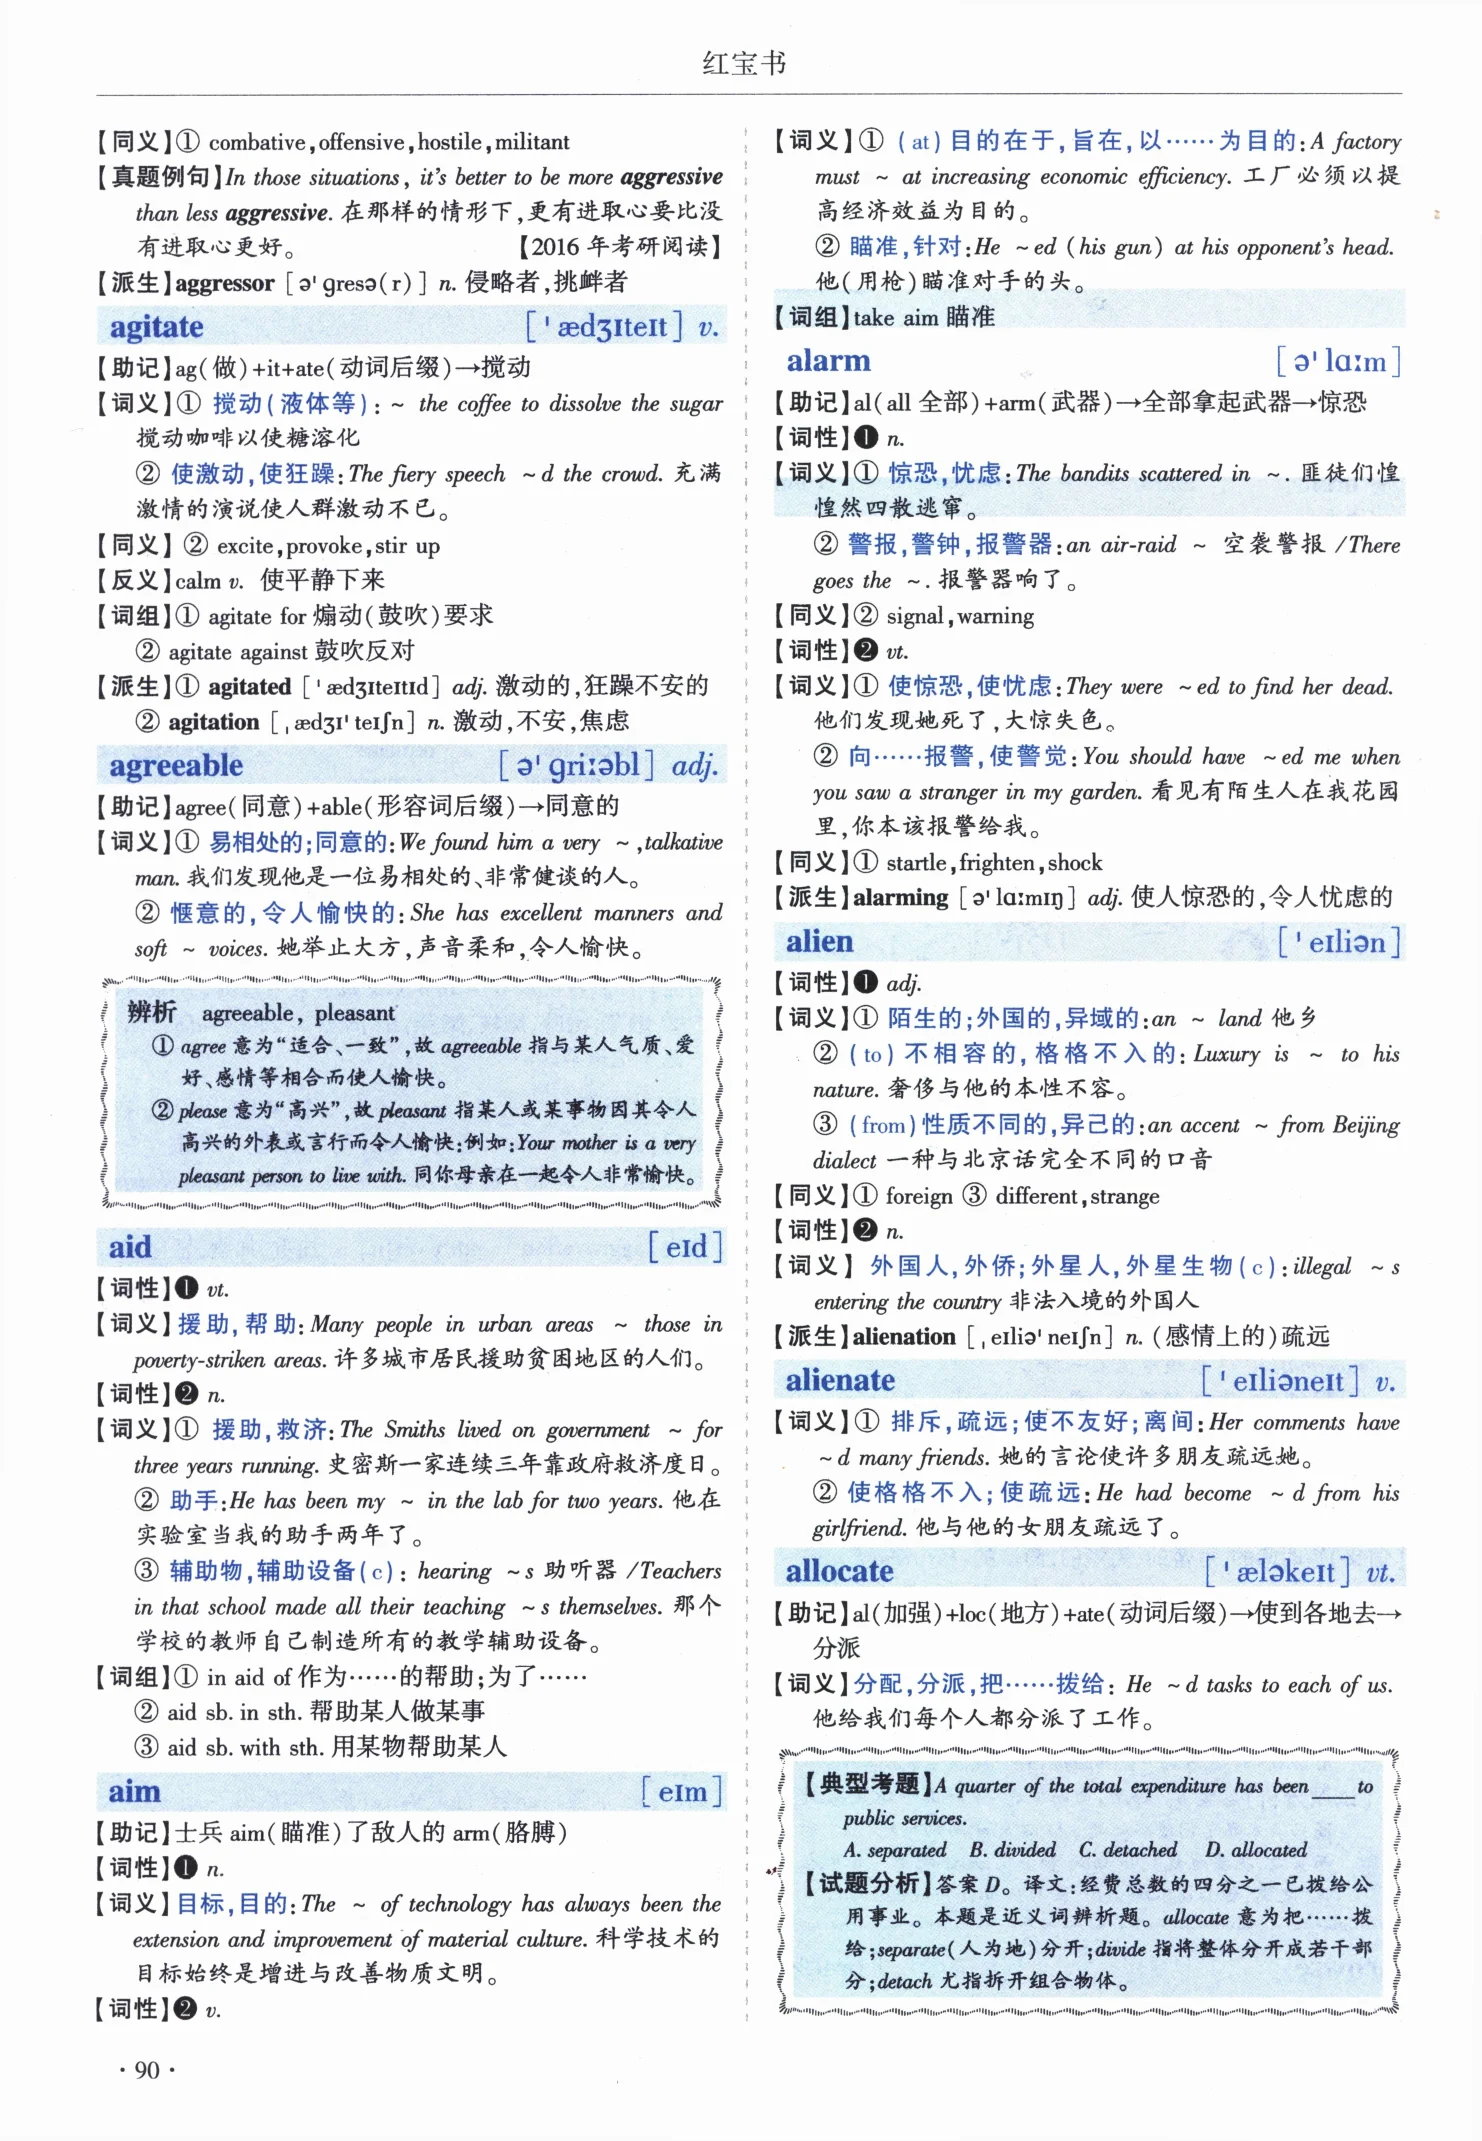 红宝书
【同义】① combative,offensive,hostile,militant
【真题例句】In those situations, it's better to be more aggressive
than less aggressive. 在那样的情形下,更有进取心要比没
有进取心更好。 【2016 年考研阅读】
【派生】aggressor [ə'gresə(r)] n. 侵略者,挑衅者
agitate ['ædʒɪteɪt] v.
【助记】ag(做)+it+ate(动词后缀)→搅动
【词义】① 搅动(液体等): ~ the coffee to dissolve the sugar
搅动咖啡以使糖溶化
② 使激动,使狂躁:The fiery speech ~d the crowd. 充满
激情的演说使人群激动不已。
【同义】② excite,provoke,stir up
【反义】calm v. 使平静下来
【词组】① agitate for 煽动(鼓吹)要求
② agitate against 鼓吹反对
【派生】① agitated ['ædʒɪteɪtɪd] adj. 激动的,狂躁不安的
② agitation [ˌædʒɪ'teɪʃn] n. 激动,不安,焦虑
agreeable [ə'griːəbl] adj.
【助记】agree(同意)+able(形容词后缀)→同意的
【词义】① 易相处的;同意的:We found him a very ~ ,talkative
man. 我们发现他是一位易相处的、非常健谈的人。
② 惬意的,令人愉快的:She has excellent manners and
soft ~ voices. 她举止大方,声音柔和,令人愉快。
辨析 agreeable, pleasant
① agree 意为“适合、一致”,故 agreeable 指与某人气质、爱
好、感情等相合而使人愉快。
② please 意为“高兴”,故 pleasant 指某人或某事物因其令人
高兴的外表或言行而令人愉快;例如:Your mother is a very
pleasant person to live with. 同你母亲在一起令人非常愉快。
aid [eɪd]
【词性】❶ vt.
【词义】援助,帮助:Many people in urban areas ~ those in
poverty-striken areas. 许多城市居民援助贫困地区的人们。
【词性】❷ n.
【词义】① 援助,救济:The Smiths lived on government ~ for
three years running. 史密斯一家连续三年靠政府救济度日。
② 助手:He has been my ~ in the lab for two years. 他在
实验室当我的助手两年了。
③ 辅助物,辅助设备(c): hearing ~s 助听器 /Teachers
in that school made all their teaching ~s themselves. 那个
学校的教师自己制造所有的教学辅助设备。
【词组】① in aid of 作为……的帮助;为了……
② aid sb. in sth. 帮助某人做某事
③ aid sb. with sth. 用某物帮助某人
aim [eɪm]
【助记】士兵 aim(瞄准)了敌人的 arm(胳膊)
【词性】❶ n.
【词义】目标,目的:The ~ of technology has always been the
extension and improvement of material culture. 科学技术的
目标始终是增进与改善物质文明。
【词性】❷ v.
【词义】① (at)目的在于,旨在,以……为目的:A factory
must ~ at increasing economic efficiency. 工厂必须以提
高经济效益为目的。
② 瞄准,针对:He ~ed (his gun) at his opponent's head.
他(用枪)瞄准对手的头。
【词组】take aim 瞄准
alarm [ə'lɑːm]
【助记】al(all 全部)+arm(武器)→全部拿起武器→惊恐
【词性】❶ n.
【词义】① 惊恐,忧虑:The bandits scattered in ~. 匪徒们惶
惶然四散逃窜。
② 警报,警钟,报警器:an air-raid ~ 空袭警报 /There
goes the ~. 报警器响了。
【同义】② signal,warning
【词性】❷ vt.
【词义】① 使惊恐,使忧虑:They were ~ed to find her dead.
他们发现她死了,大惊失色。
② 向……报警,使警觉:You should have ~ed me when
you saw a stranger in my garden. 看见有陌生人在我花园
里,你本该报警给我。
【同义】① startle,frighten,shock
【派生】alarming [ə'lɑːmɪŋ] adj. 使人惊恐的,令人忧虑的
alien ['eɪliən]
【词性】❶ adj.
【词义】① 陌生的;外国的,异域的:an ~ land 他乡
② (to)不相容的,格格不入的:Luxury is ~ to his
nature. 奢侈与他的本性不容。
③ (from)性质不同的,异己的:an accent ~ from Beijing
dialect 一种与北京话完全不同的口音
【同义】① foreign ③ different,strange
【词性】❷ n.
【词义】 外国人,外侨;外星人,外星生物(c):illegal ~s
entering the country 非法入境的外国人
【派生】alienation [ˌeɪliə'neɪʃn] n. (感情上的)疏远
alienate ['eɪliəneɪt] v.
【词义】① 排斥,疏远;使不友好;离间:Her comments have
~d many friends. 她的言论使许多朋友疏远她。
② 使格格不入;使疏远:He had become ~d from his
girlfriend. 他与他的女朋友疏远了。
allocate ['æləkeɪt] vt.
【助记】al(加强)+loc(地方)+ate(动词后缀)→使到各地去→
分派
【词义】分配,分派,把……拨给: He ~d tasks to each of us.
他给我们每个人都分派了工作。
【典型考题】A quarter of the total expenditure has been____to
public services.
A. separated B. divided C. detached D. allocated
【试题分析】答案 D。译文:经费总数的四分之一已拨给公
用事业。本题是近义词辨析题。allocate 意为把……拨
给;separate(人为地)分开;divide 指将整体分开成若干部
分;detach 尤指拆开组合物体。
· 90 ·